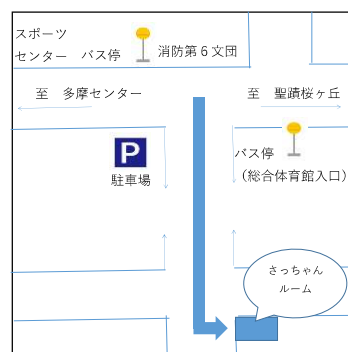 スポーツ
センター バス停 消防第６文団
至 多摩センター 至 聖蹟桜ヶ丘
P
駐車場
バス停
（総合体育館入口）
さっちゃん
ルーム